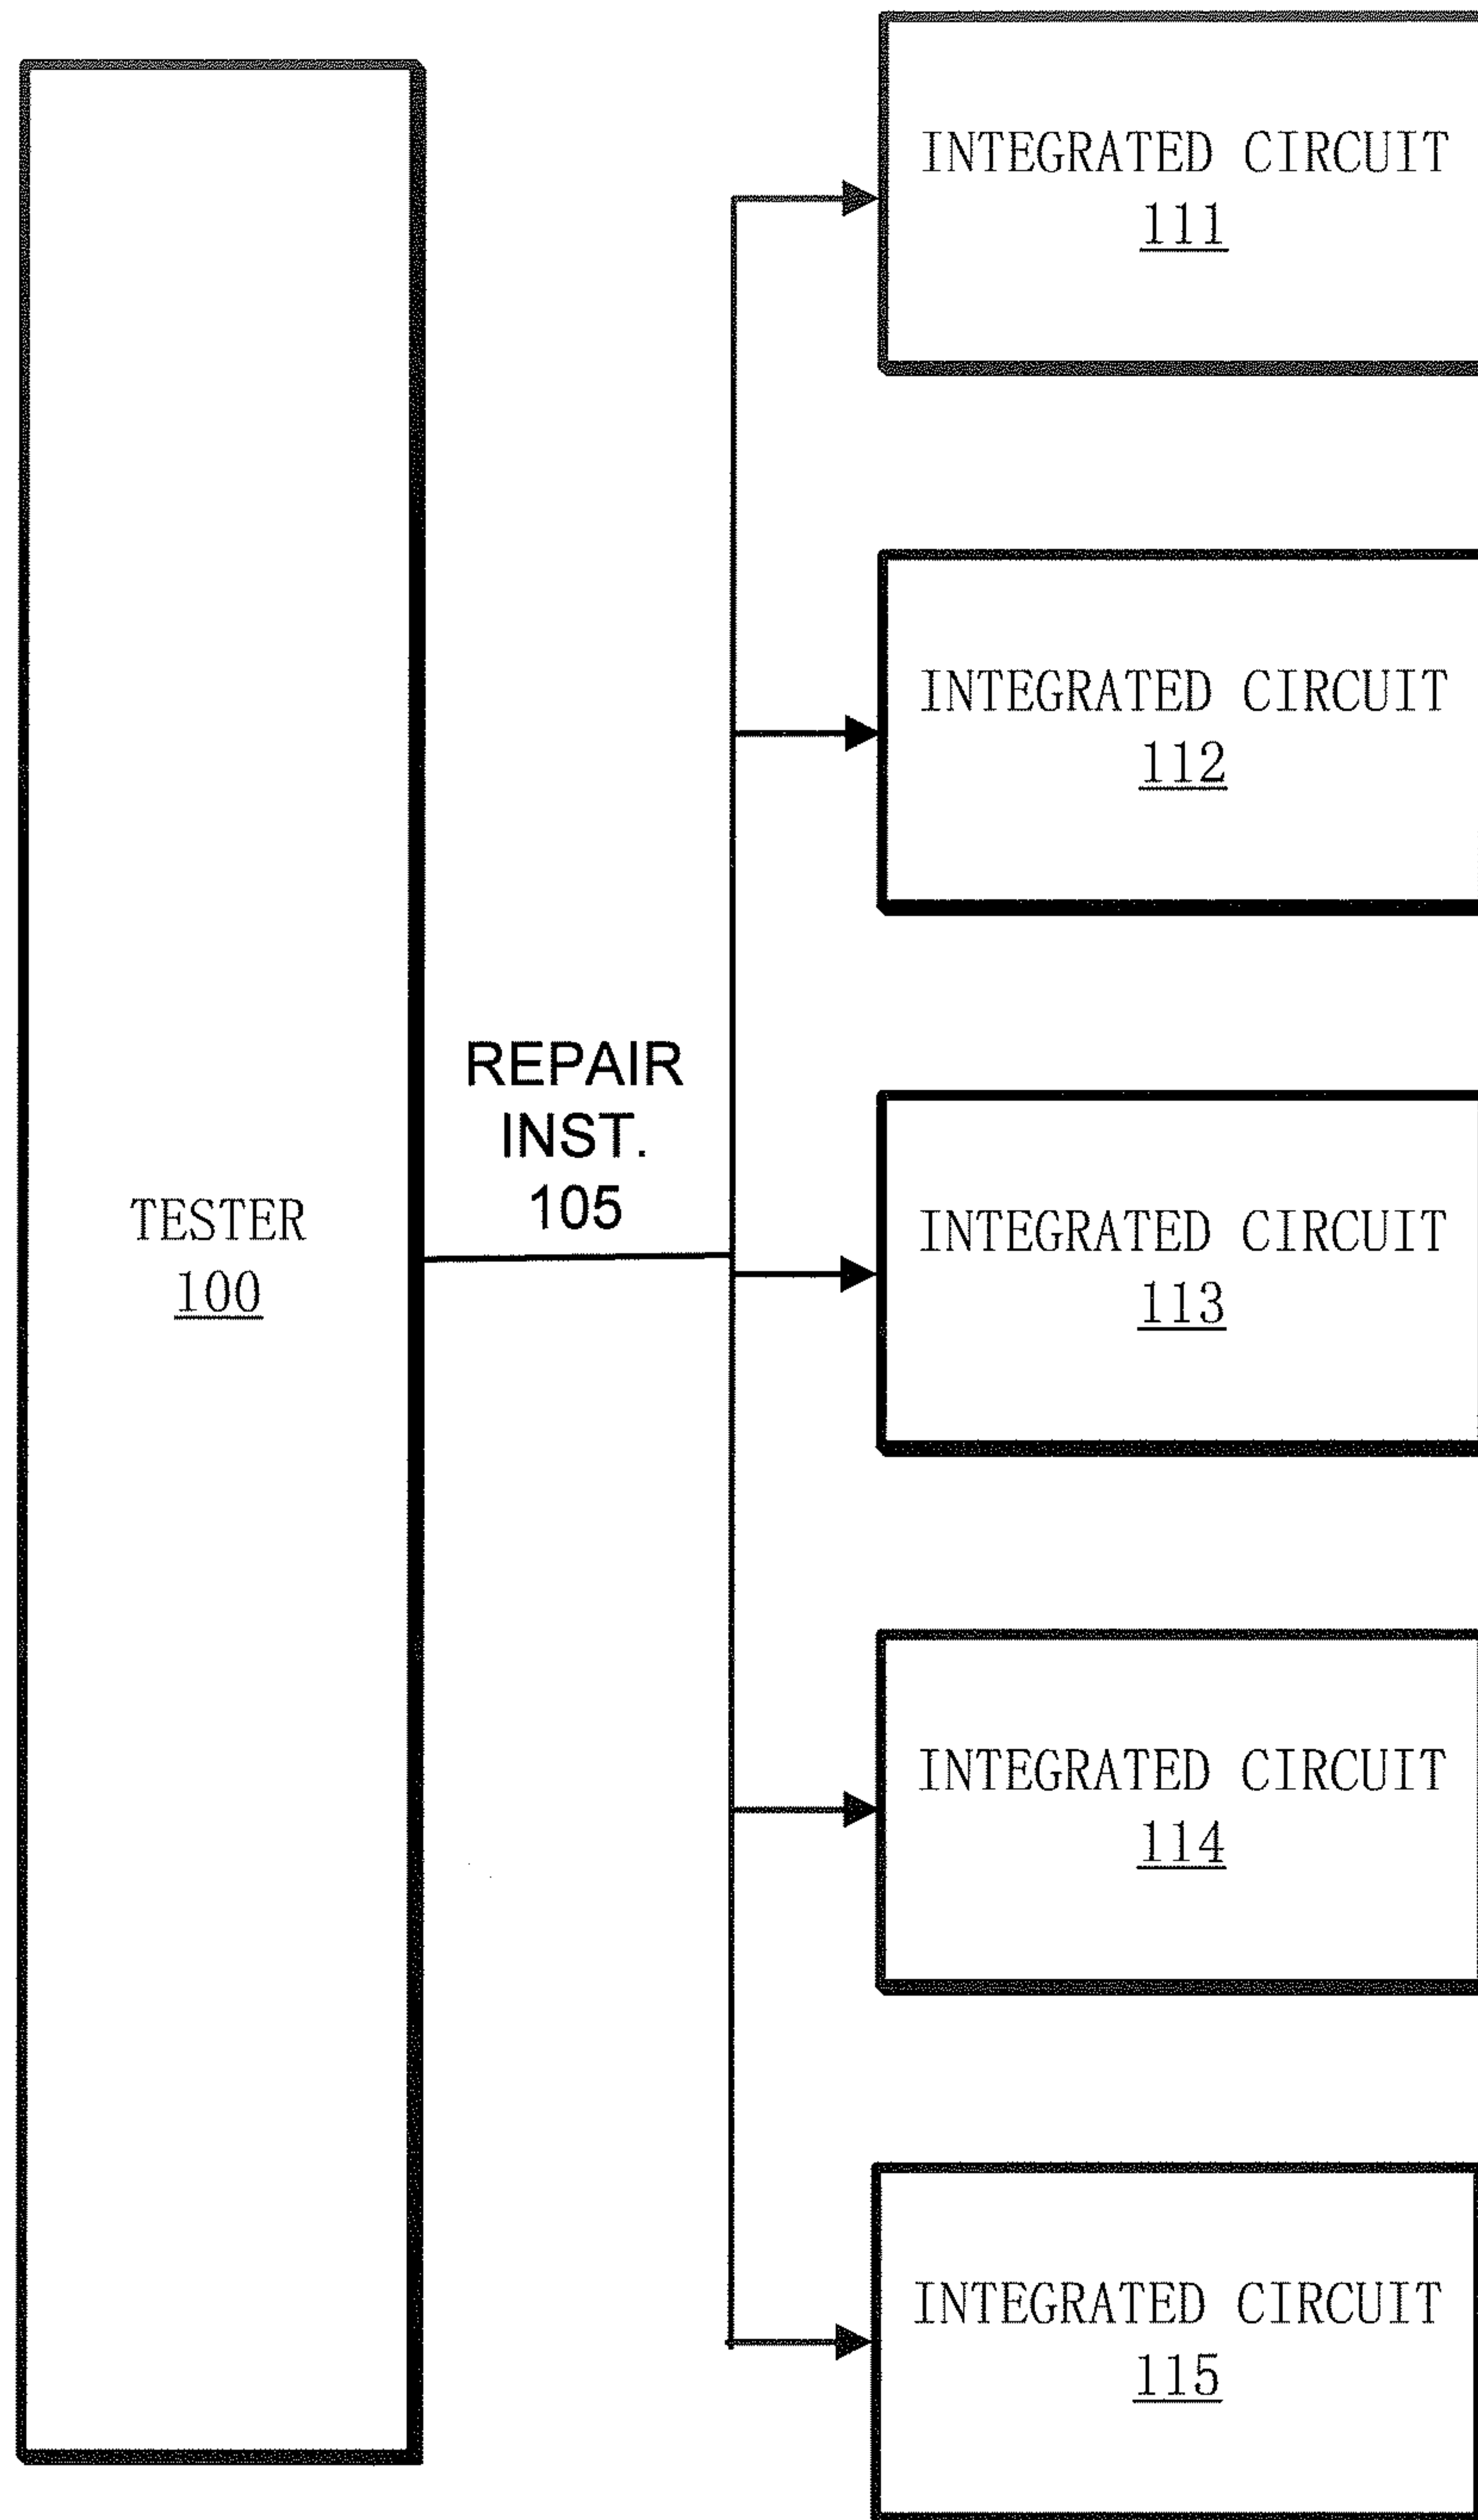 INTEGRATED CIRCUIT
111
INTEGRATED CIRCUIT
112
REPAIR
INST.
105
TESTER
100
INTEGRATED CIRCUIT
113
INTEGRATED CIRCUIT
114
INTEGRATED CIRCUIT
115